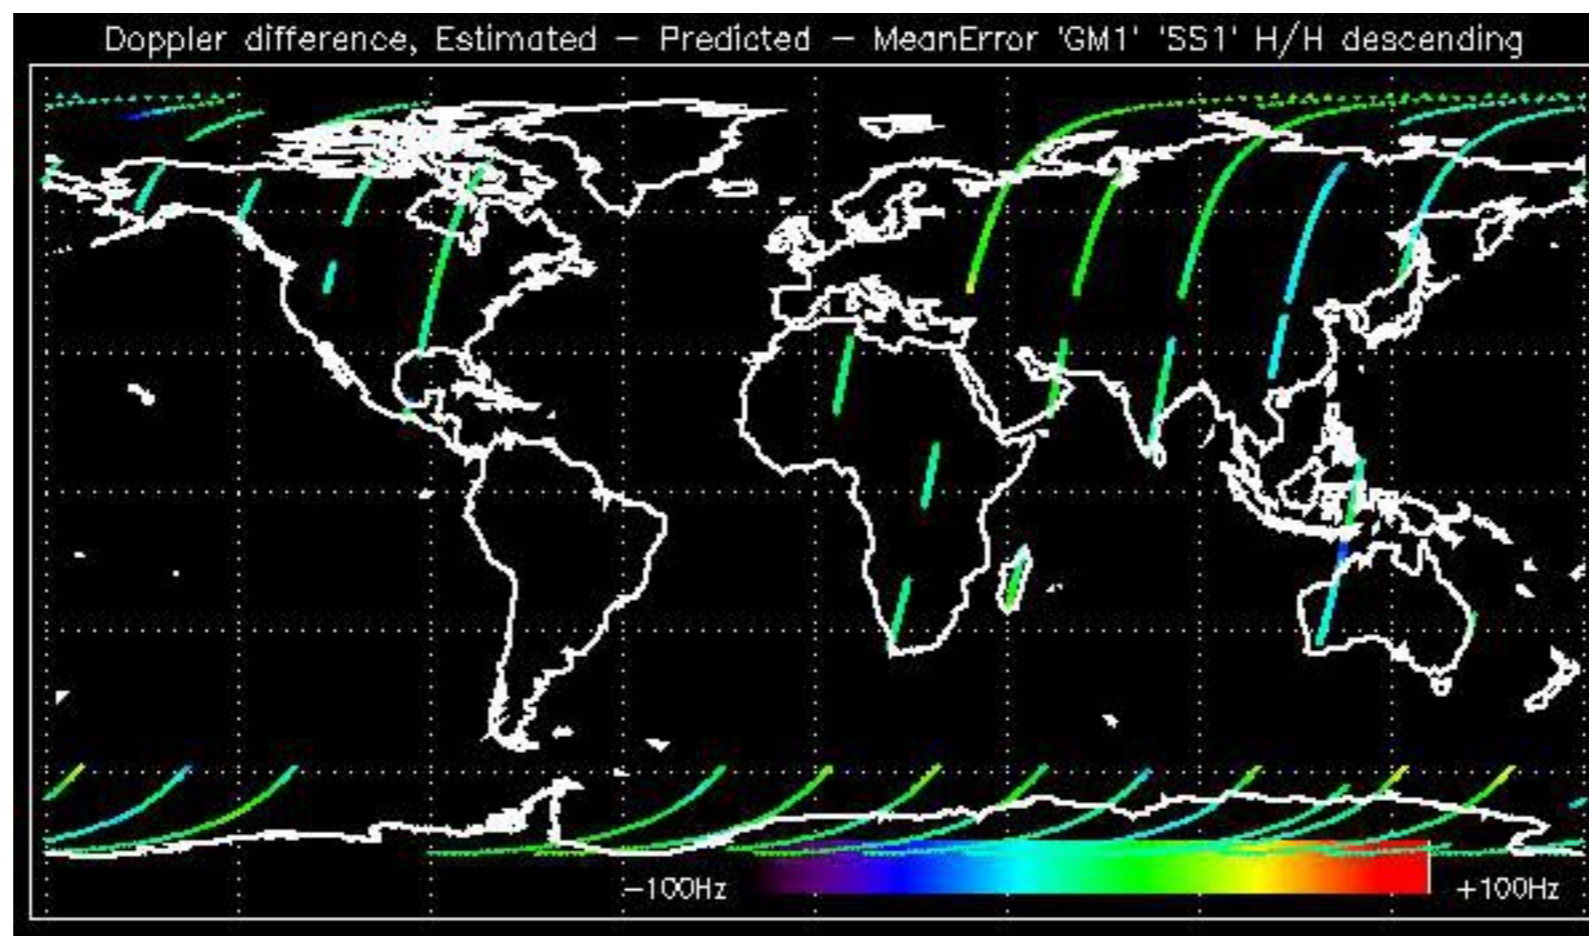 Doppler difference, Estimated – Predicted – MeanError 'GM1' 'SS1' H/H descending
–100Hz +100Hz